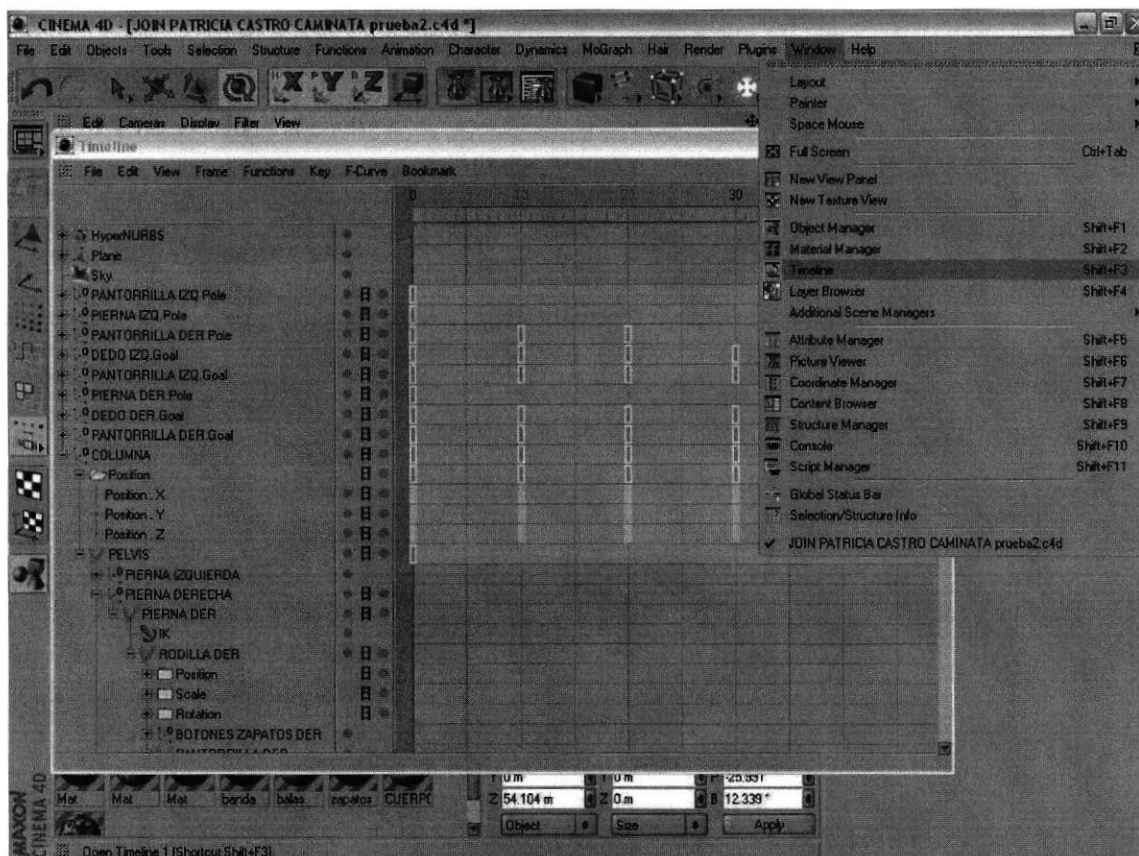 CINEMA 4D - [JOIN PATRICIA CASTRO CAMINATA prueba2.c4d *]
File Edit Objects Tools Selection Structure Functions Animation Character Dynamics MoGraph Hair Render Plugins Window Help
X Y Z
Edit Cameras Display Filter View
Timeline
File Edit View Frame Functions Key F-Curve Bookmark
0 10 20 30
HyperNURBS
Plane
Sky
PANTORRILLA IZQ.Pole
PIERNA IZQ.Pole
PANTORRILLA DER.Pole
DEDO IZQ.Goal
PANTORRILLA IZQ.Goal
PIERNA DER.Pole
DEDO DER.Goal
PANTORRILLA DER.Goal
COLUMNA
Position
Position . X
Position . Y
Position . Z
PELVIS
PIERNA IZQUIERDA
PIERNA DERECHA
PIERNA DER
IK
RODILLA DER
Position
Scale
Rotation
BOTONES ZAPATOS DER
PANTORRILLA DER
Layout
Painter
Space Mouse
Full Screen Ctrl+Tab
New View Panel
New Texture View
Object Manager Shift+F1
Material Manager Shift+F2
Timeline Shift+F3
Layer Browser Shift+F4
Additional Scene Managers
Attribute Manager Shift+F5
Picture Viewer Shift+F6
Coordinate Manager Shift+F7
Content Browser Shift+F8
Structure Manager Shift+F9
Console Shift+F10
Script Manager Shift+F11
Global Status Bar
Selection/Structure Info
JOIN PATRICIA CASTRO CAMINATA prueba2.c4d
Mat Mat Mat banda balas zapatos CUERPO
Y 0 m Y 0 m P -25.991
Z 54.104 m Z 0 m B 12.339 °
Object Size Apply
MAXON
CINEMA 4D
Open Timeline 1 [Shortcut Shift+F3]